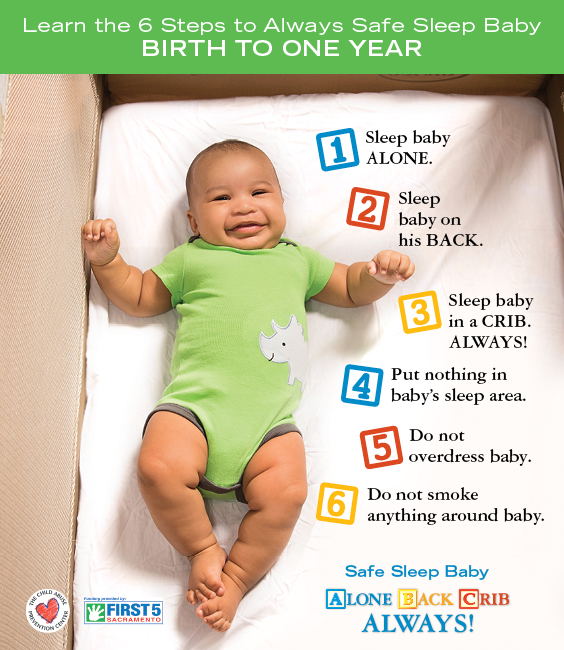 Learn the 6 Steps to Always Safe Sleep Baby
BIRTH TO ONE YEAR
1 Sleep baby
ALONE.
2 Sleep
baby on
his BACK.
3 Sleep baby
in a CRIB.
ALWAYS!
4 Put nothing in
baby's sleep area.
5 Do not
overdress baby.
6 Do not smoke
anything around baby.
Safe Sleep Baby
ALONE BACK CRIB
ALWAYS!
THE CHILD ABUSE
PREVENTION CENTER
Funding provided by:
FIRST 5
SACRAMENTO